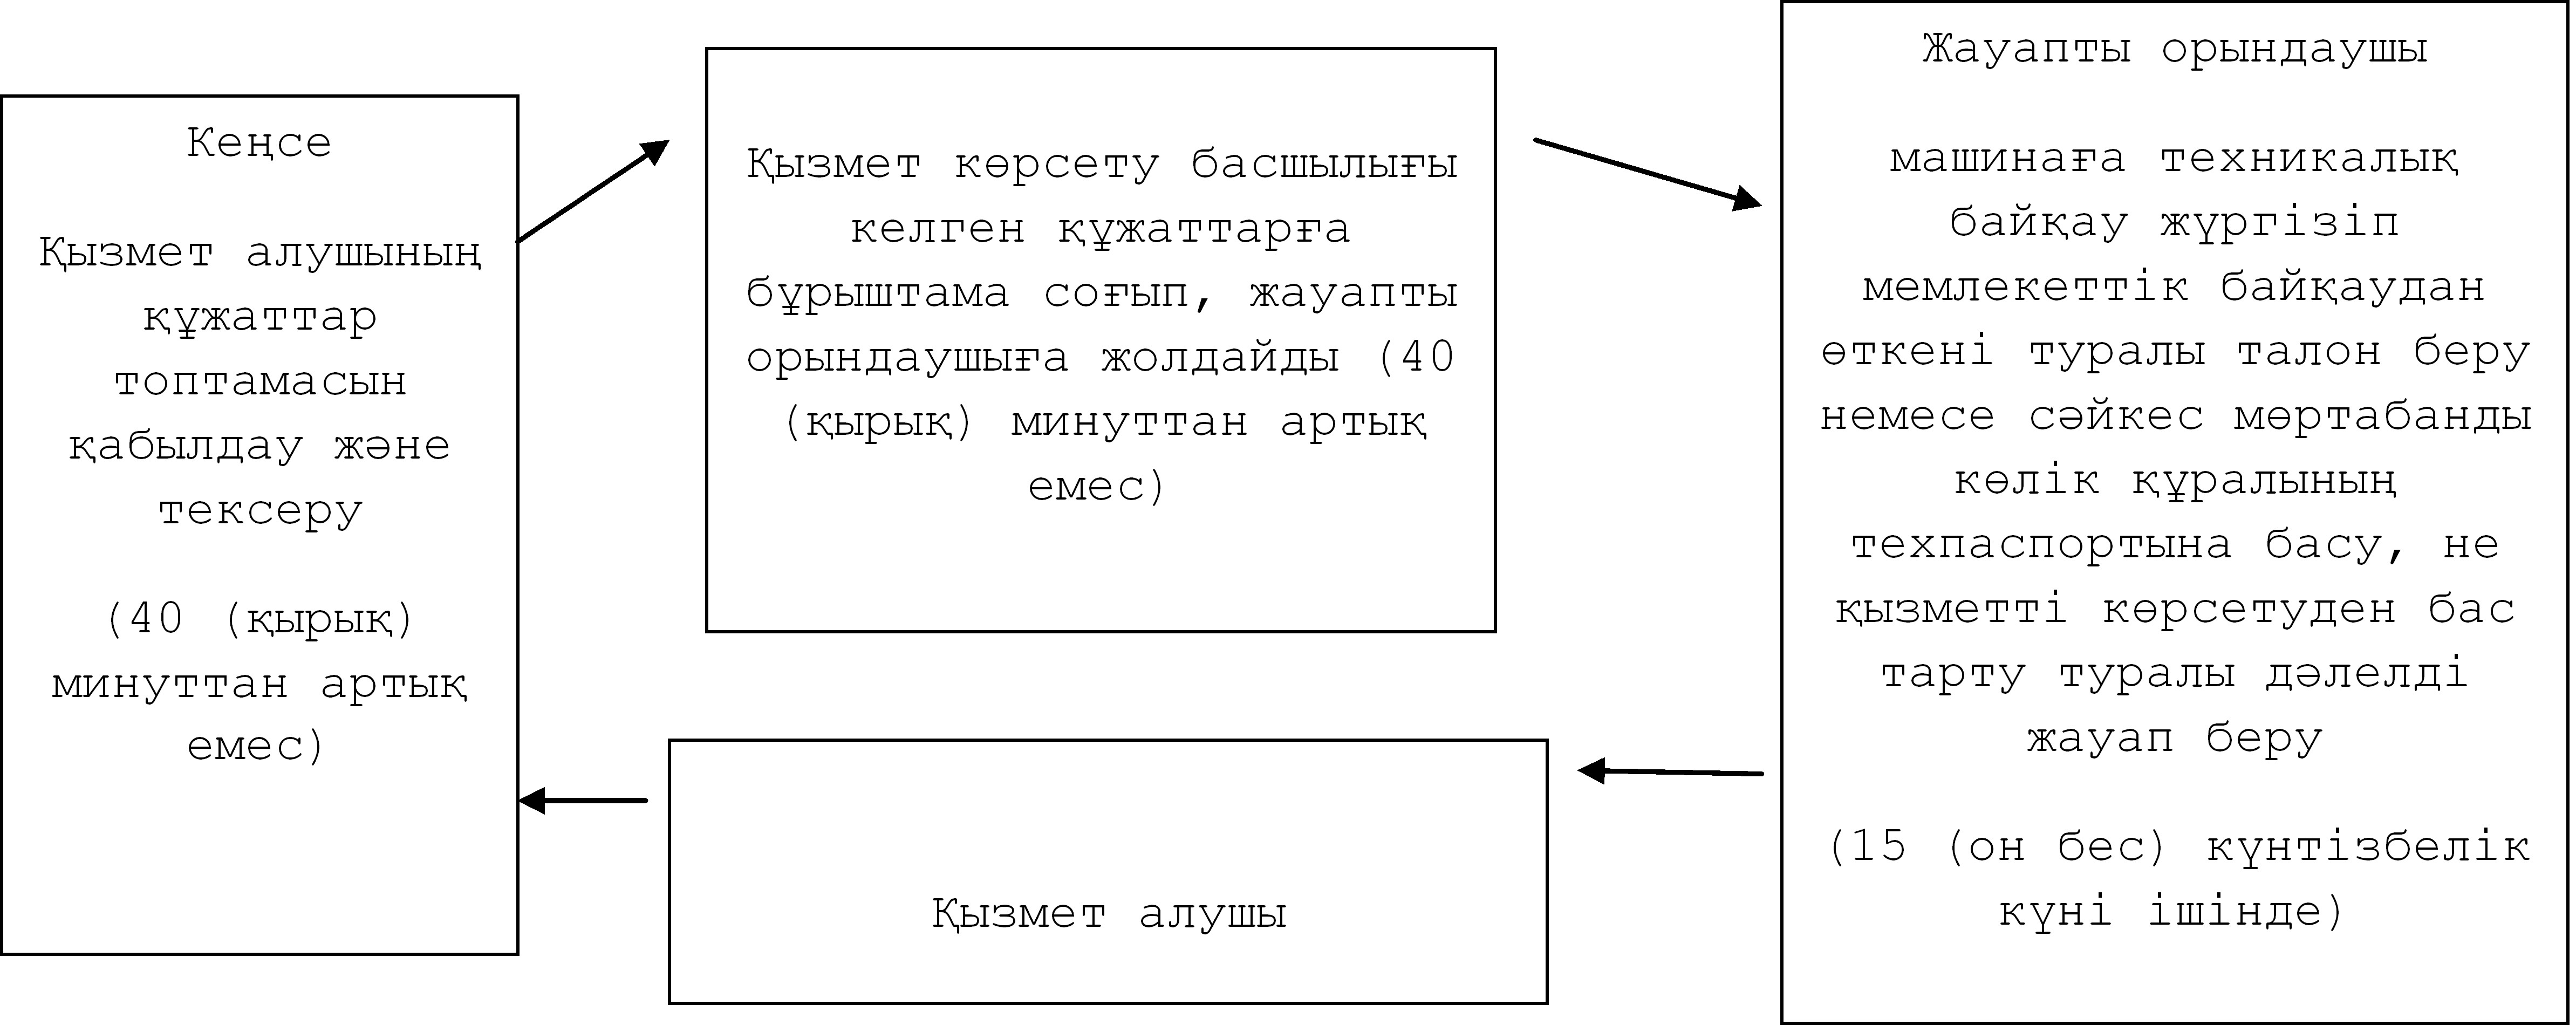 Кеңсе
Қызмет алушының
құжаттар
топтамасын
қабылдау және
тексеру
(40 (қырық)
минуттан артық
емес)
Қызмет көрсету басшылығы
келген құжаттарға
бұрыштама соғып, жауапты
орындаушыға жолдайды (40
(қырық) минуттан артық
емес)
Жауапты орындаушы
машинаға техникалық
байқау жүргізіп
мемлекеттік байқаудан
өткені туралы талон беру
немесе сәйкес мөртабанды
көлік құралының
техпаспортына басу, не
қызметті көрсетуден бас
тарту туралы дәлелді
жауап беру
(15 (он бес) күнтізбелік
күні ішінде)
Қызмет алушы